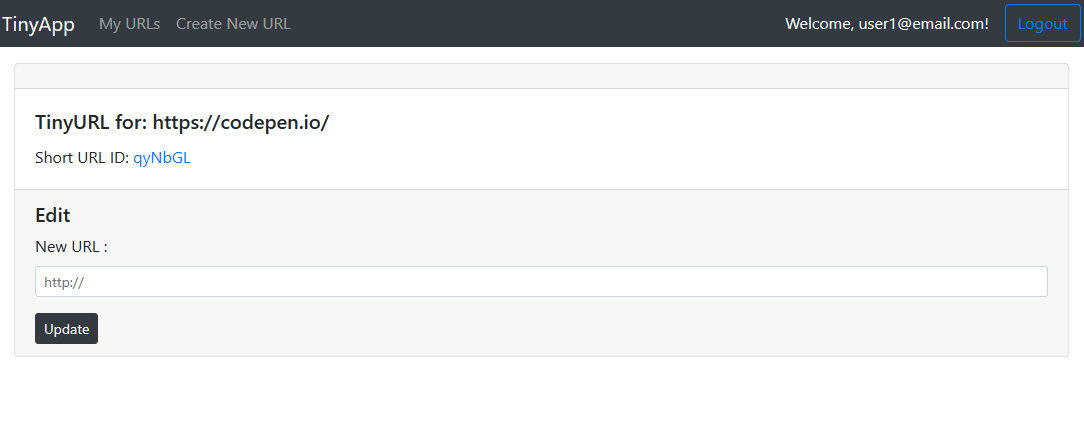 TinyApp My URLs Create New URL Welcome, user1@email.com! Logout
TinyURL for: https://codepen.io/
Short URL ID: qyNbGL
Edit
New URL :
http://
Update